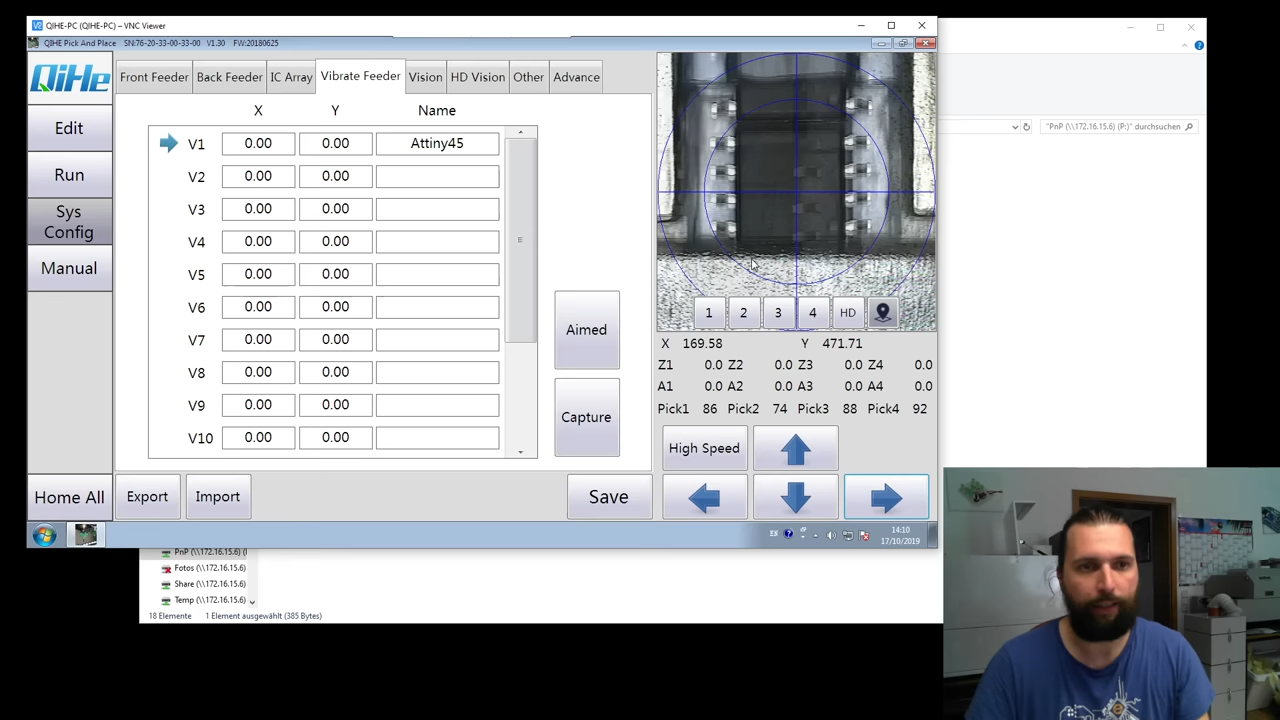 QIHE-PC (QIHE-PC) – VNC Viewer
QIHE Pick And Place SN:76-20-33-00-33-00 V1.30 FW:20180625
QiHe
Edit
Run
Sys
Config
Manual
Home All
Front Feeder Back Feeder IC Array Vibrate Feeder Vision HD Vision Other Advance
X Y Name
V1 0.00 0.00 Attiny45
V2 0.00 0.00
V3 0.00 0.00
V4 0.00 0.00
V5 0.00 0.00
V6 0.00 0.00
V7 0.00 0.00
V8 0.00 0.00
V9 0.00 0.00
V10 0.00 0.00
Aimed
Capture
Export Import Save
1 2 3 4 HD
X 169.58 Y 471.71
Z1 0.0 Z2 0.0 Z3 0.0 Z4 0.0
A1 0.0 A2 0.0 A3 0.0 A4 0.0
Pick1 86 Pick2 74 Pick3 88 Pick4 92
High Speed
EN 14:10
17/10/2019
"PnP (\\172.16.15.6) (P:)" durchsuchen
PnP (\\172.16.15.6) (
Fotos (\\172.16.15.6)
Share (\\172.16.15.6)
Temp (\\172.16.15.6)
18 Elemente 1 Element ausgewählt (385 Bytes)